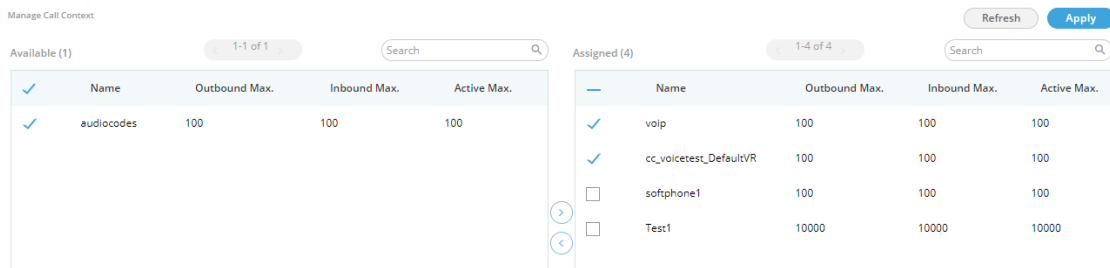 Manage Call Context
Refresh Apply
Available (1) 1-1 of 1 Search Assigned (4) 1-4 of 4 Search
Name Outbound Max. Inbound Max. Active Max. Name Outbound Max. Inbound Max. Active Max.
audiocodes 100 100 100 voip 100 100 100
cc_voicetest_DefaultVR 100 100 100
softphone1 100 100 100
Test1 10000 10000 10000